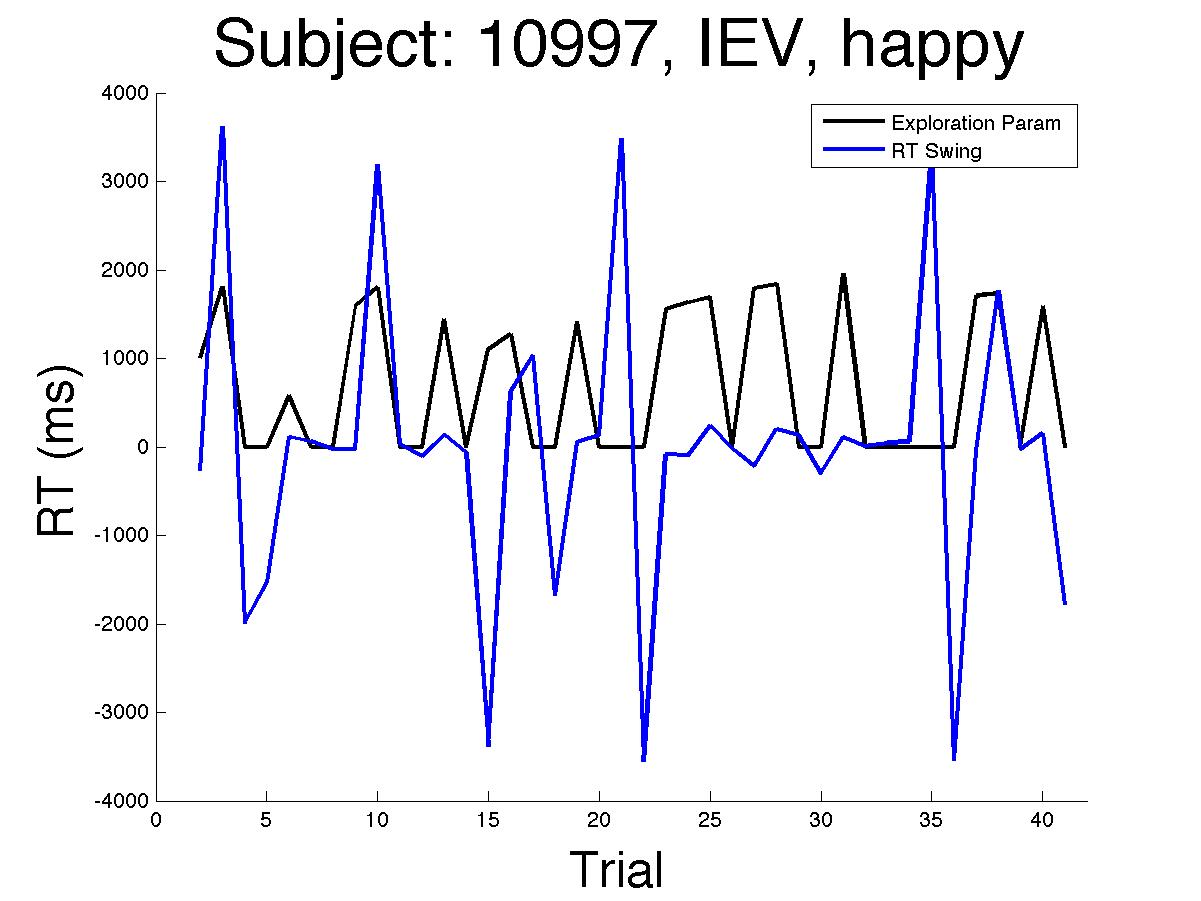 Subject: 10997, IEV, happy
Exploration Param
RT Swing
4000
3000
2000
1000
0
-1000
-2000
-3000
-4000
RT (ms)
0 5 10 15 20 25 30 35 40
Trial